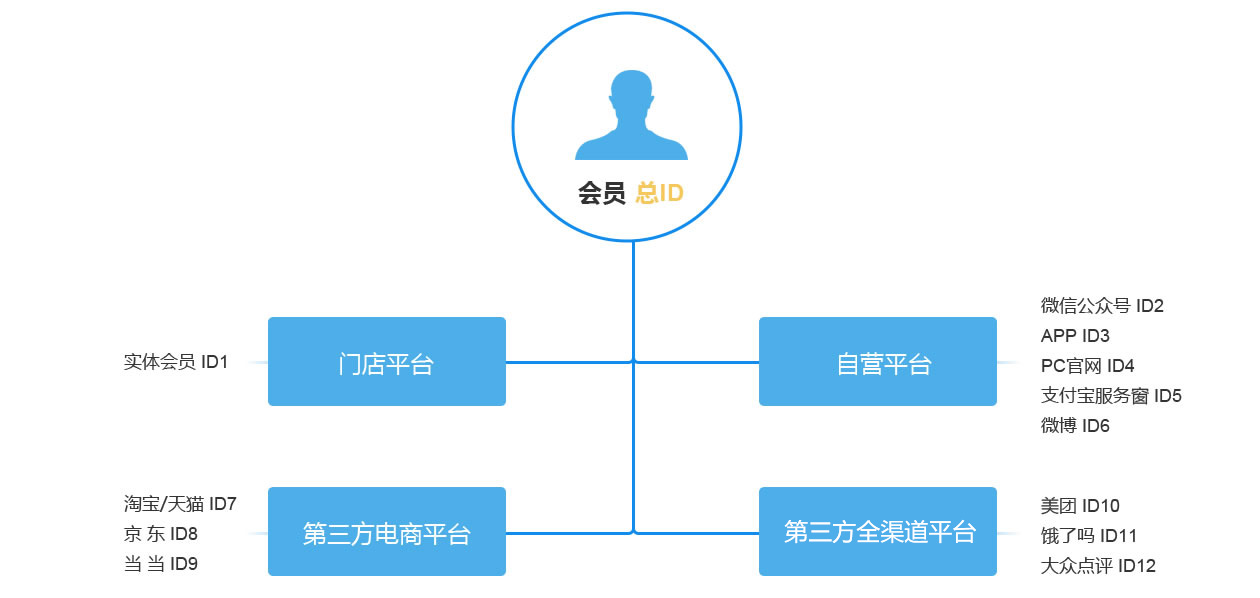 会员 总ID
实体会员 ID1
门店平台
自营平台
微信公众号 ID2
APP ID3
PC官网 ID4
支付宝服务窗 ID5
微博 ID6
淘宝/天猫 ID7
京 东 ID8
当 当 ID9
第三方电商平台
第三方全渠道平台
美团 ID10
饿了吗 ID11
大众点评 ID12